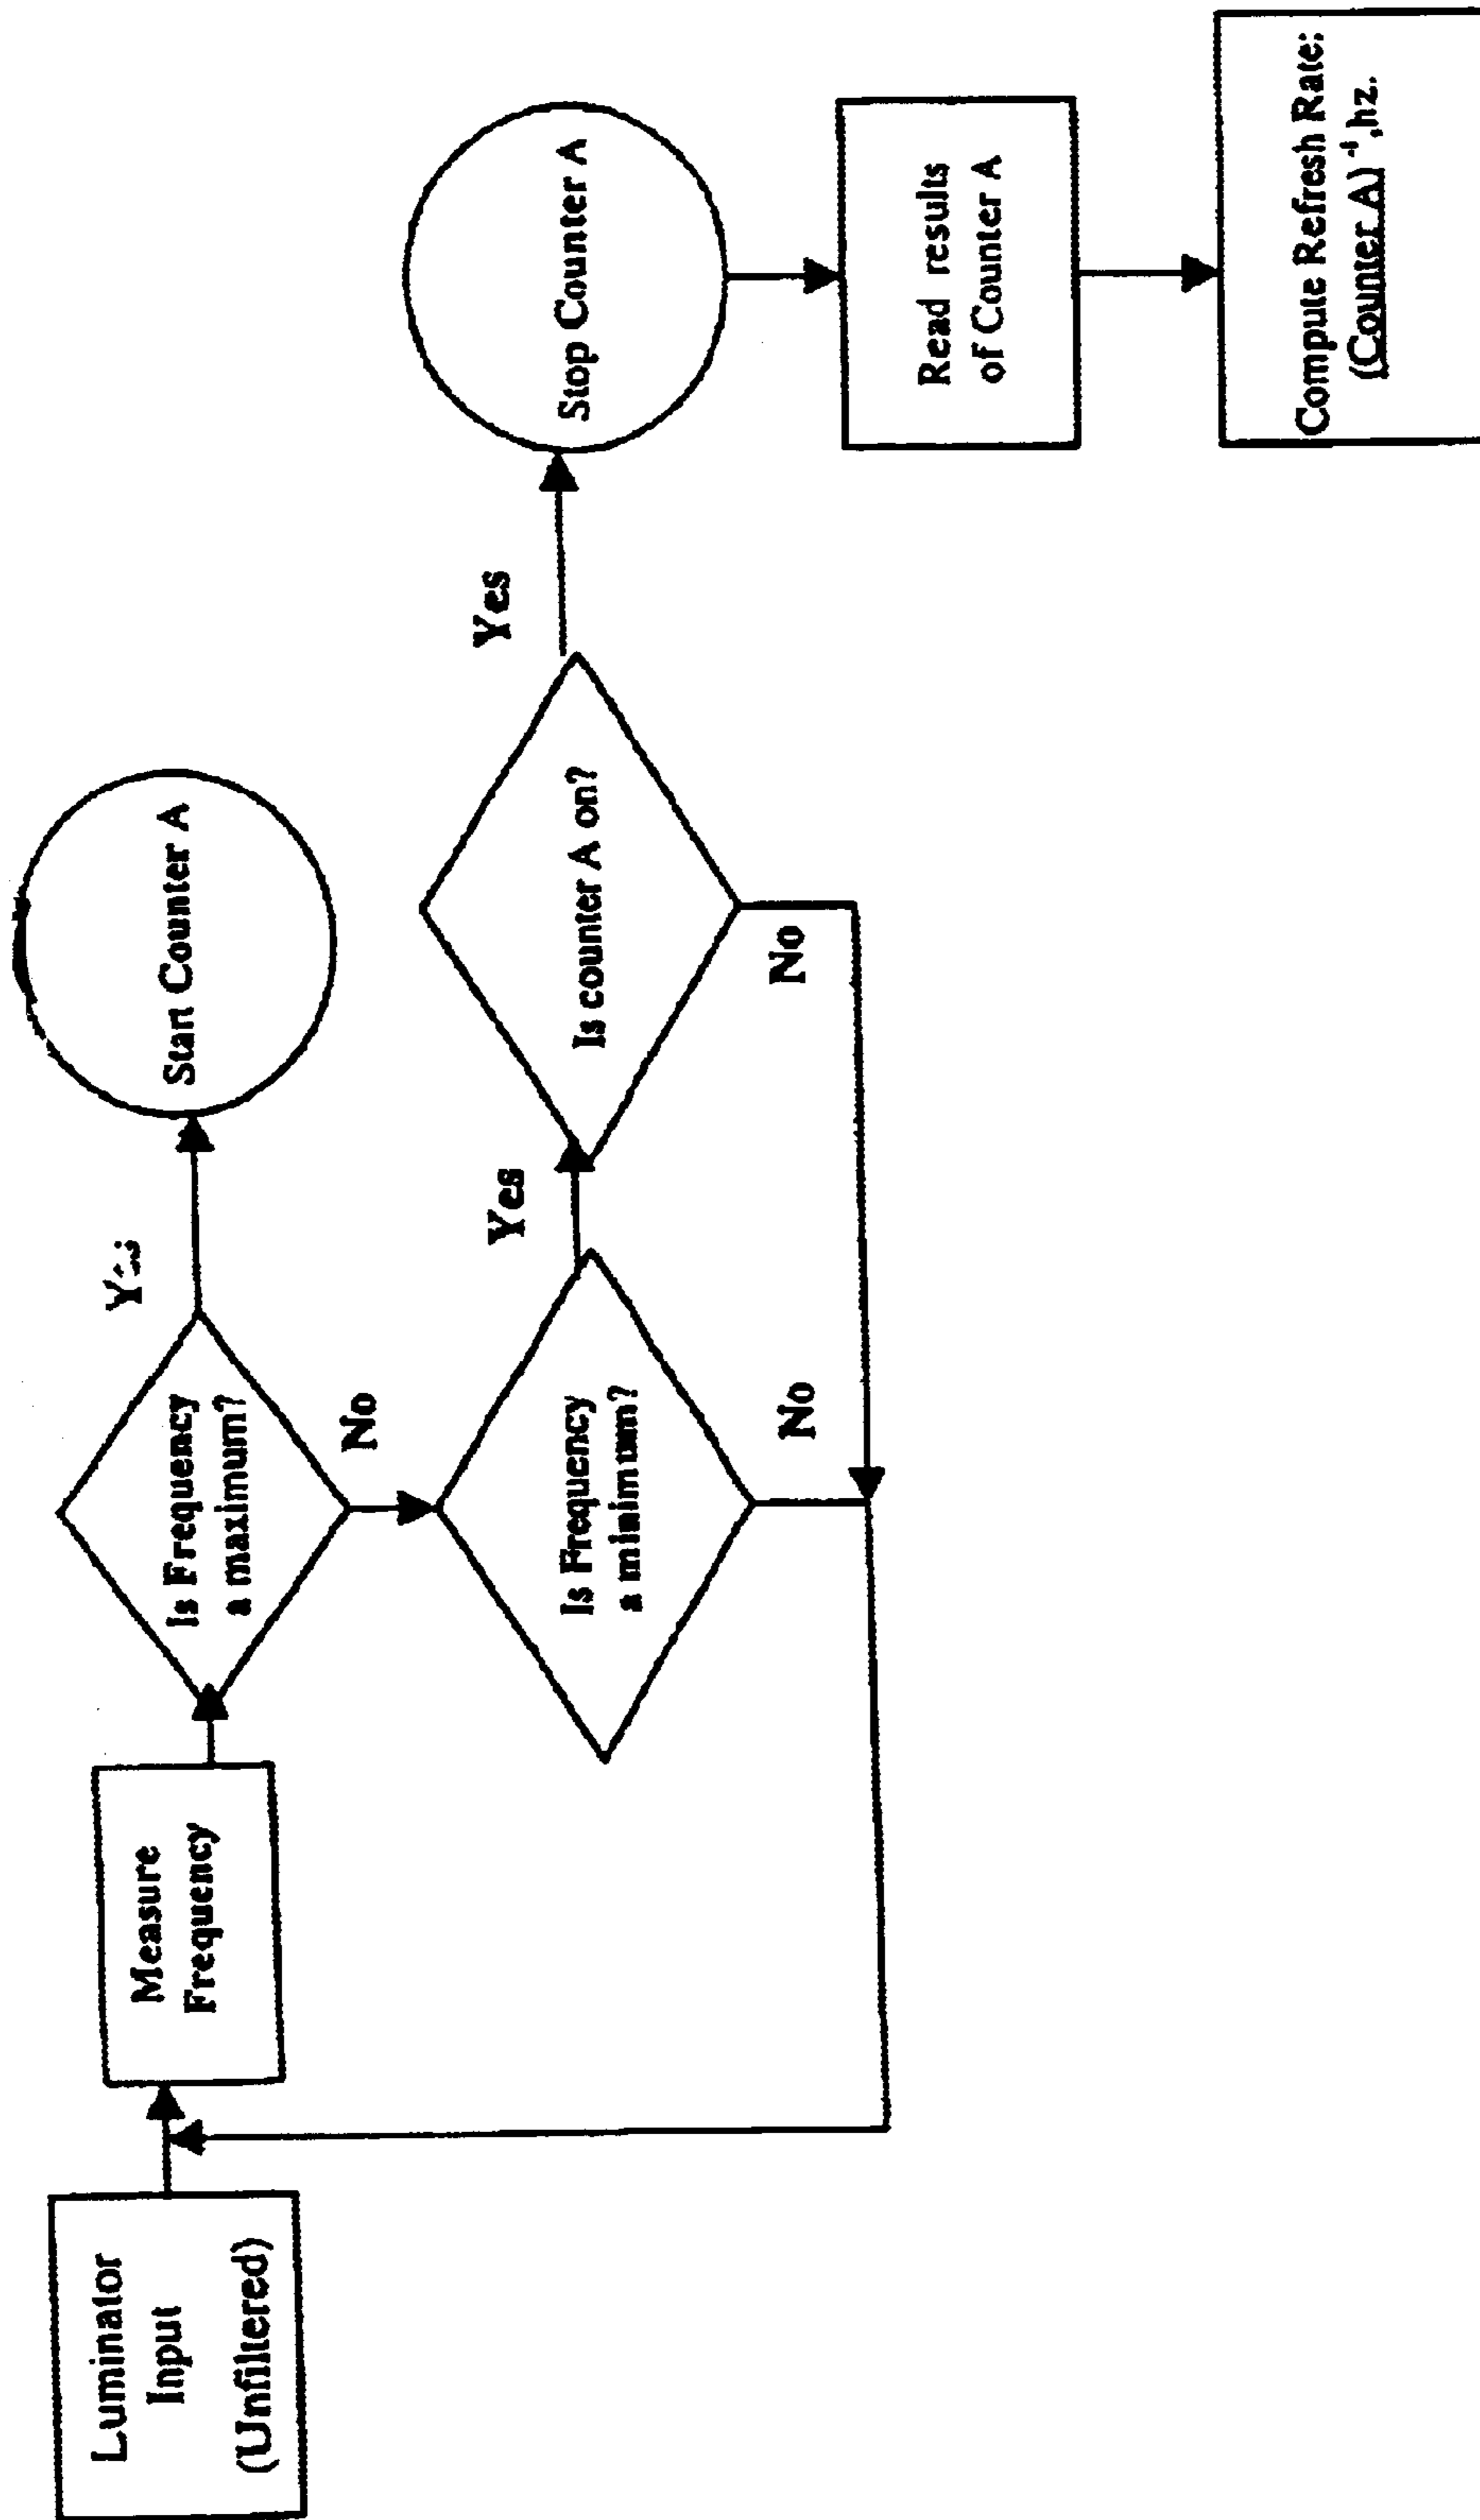 Luminator
Input
(Unfiltered)
Measure
Frequency
Is Frequency
a maximum?
Yes
Start Counter A
No
Is Frequency
a minimum?
Yes
No
Is counter A on?
Yes
No
Stop Counter A
Read results
of Counter A
Compute Refresh Rate:
(Counter A)
hz.